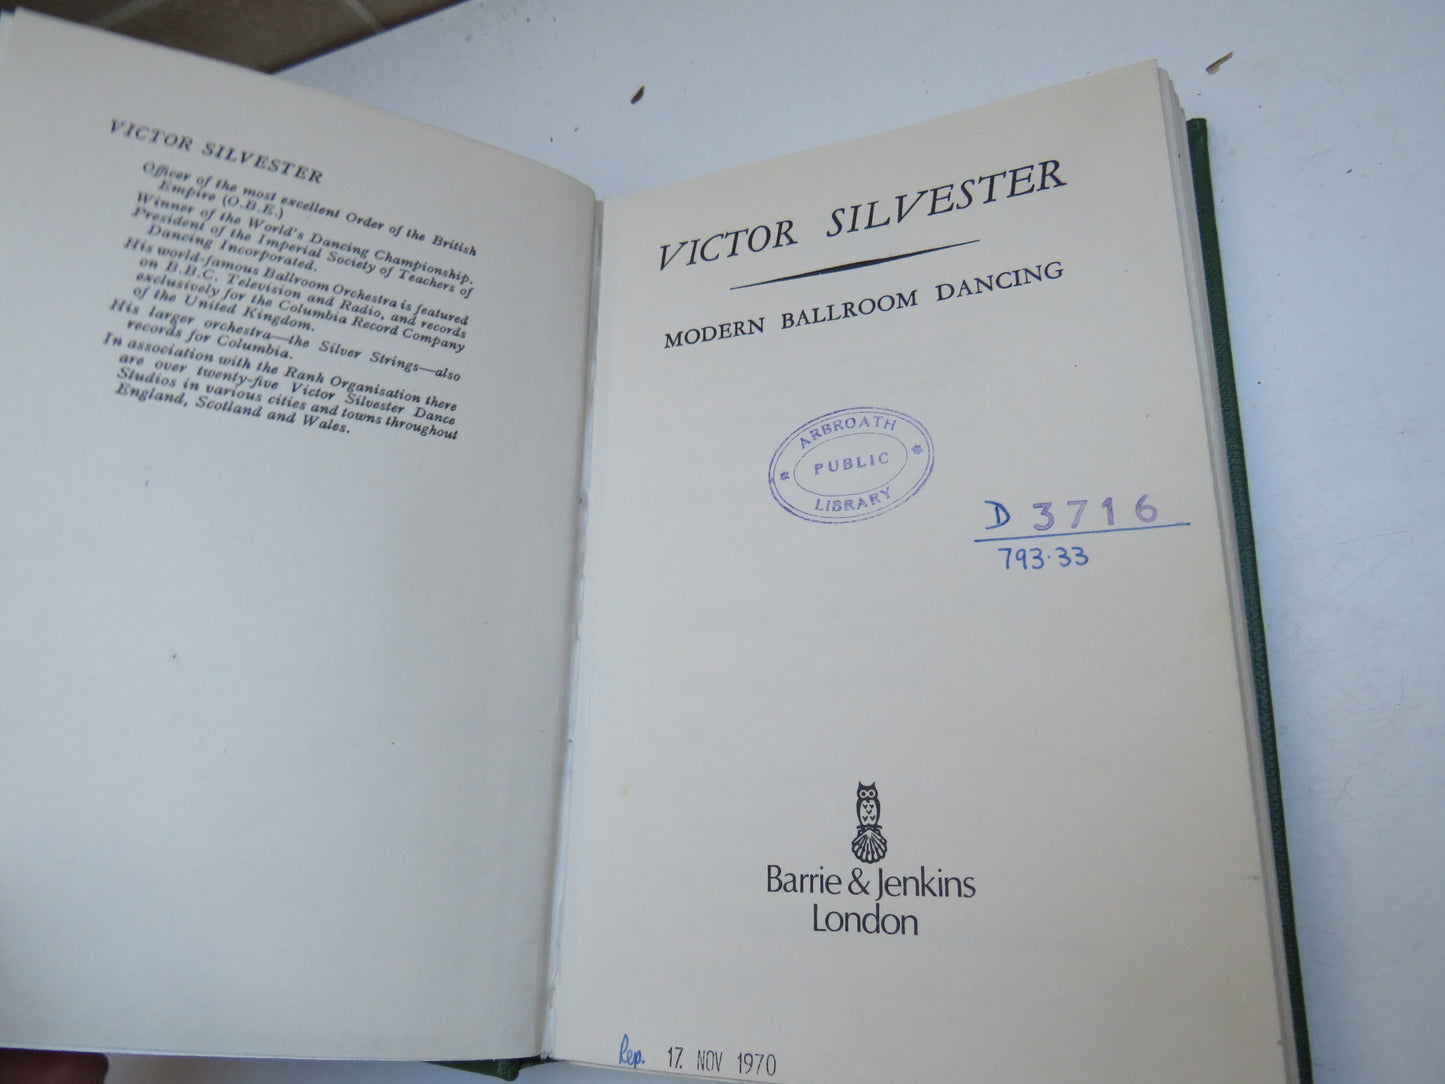 VICTOR SILVESTER
Officer of the most excellent Order of the British
Empire (O.B.E.)
Winner of the World's Dancing Championship.
President of the Imperial Society of Teachers of
Dancing Incorporated.
His world-famous Ballroom Orchestra is featured
on B.B.C. Television and Radio, and records
exclusively for the Columbia Record Company
of the United Kingdom.
His larger orchestra—the Silver Strings—also
records for Columbia.
In association with the Rank Organisation there
are over twenty-five Victor Silvester Dance
Studios in various cities and towns throughout
England, Scotland and Wales.
VICTOR SILVESTER
MODERN BALLROOM DANCING
ARBROATH
PUBLIC
LIBRARY
D 3716
793.33
Barrie & Jenkins
London
Rep. 17. NOV 1970